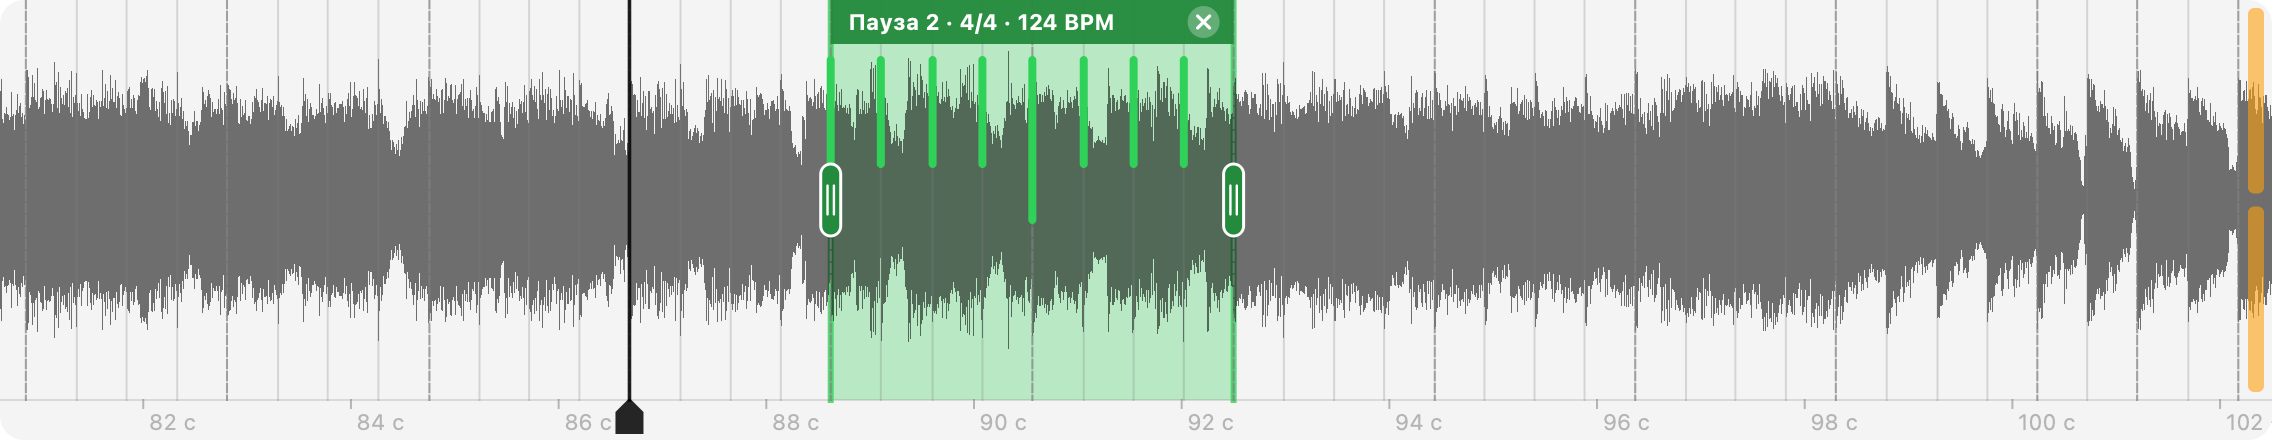 Пауза 2 · 4/4 · 124 BPM
82 с 84 с 86 с 88 с 90 с 92 с 94 с 96 с 98 с 100 с 102